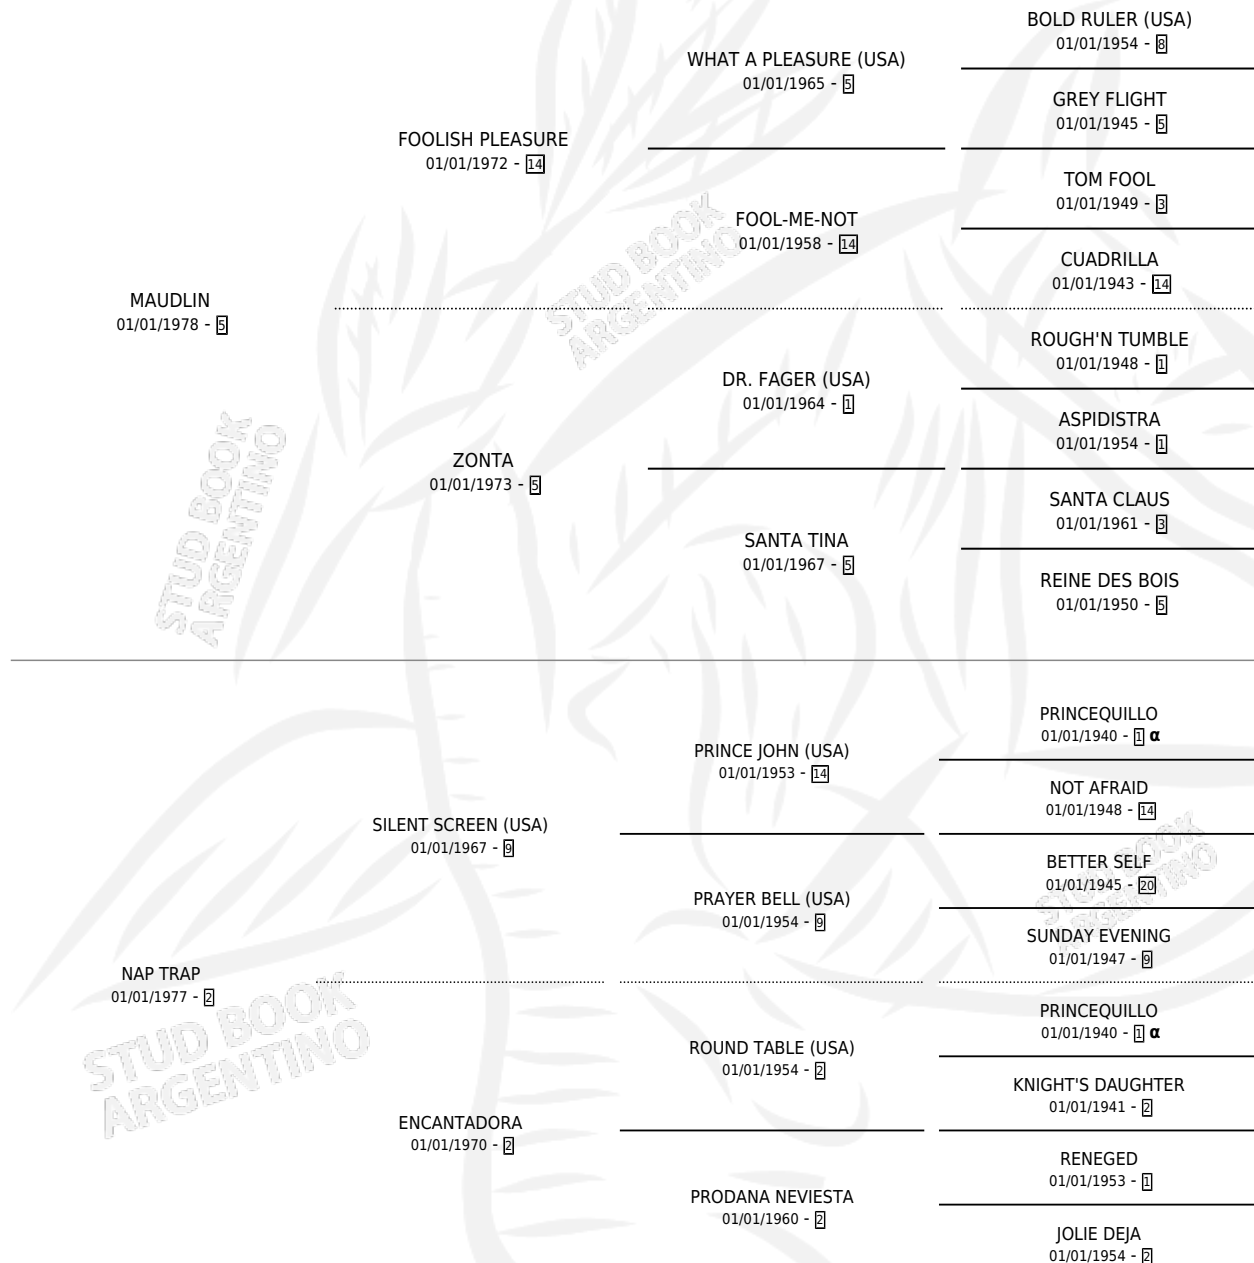 BOLD RULER (USA)
01/01/1954 - 8
WHAT A PLEASURE (USA)
01/01/1965 - 5
GREY FLIGHT
01/01/1945 - 5
FOOLISH PLEASURE
01/01/1972 - 14
TOM FOOL
01/01/1949 - 3
FOOL-ME-NOT
01/01/1958 - 14
CUADRILLA
01/01/1943 - 14
MAUDLIN
01/01/1978 - 5
ROUGH'N TUMBLE
01/01/1948 - 1
DR. FAGER (USA)
01/01/1964 - 1
ASPIDISTRA
01/01/1954 - 1
ZONTA
01/01/1973 - 5
SANTA CLAUS
01/01/1961 - 3
SANTA TINA
01/01/1967 - 5
REINE DES BOIS
01/01/1950 - 5
PRINCEQUILLO
01/01/1940 - 1 α
PRINCE JOHN (USA)
01/01/1953 - 14
NOT AFRAID
01/01/1948 - 14
SILENT SCREEN (USA)
01/01/1967 - 9
BETTER SELF
01/01/1945 - 20
PRAYER BELL (USA)
01/01/1954 - 9
SUNDAY EVENING
01/01/1947 - 9
NAP TRAP
01/01/1977 - 2
PRINCEQUILLO
01/01/1940 - 1 α
ROUND TABLE (USA)
01/01/1954 - 2
KNIGHT'S DAUGHTER
01/01/1941 - 2
ENCANTADORA
01/01/1970 - 2
RENEGED
01/01/1953 - 1
PRODANA NEVIESTA
01/01/1960 - 2
JOLIE DEJA
01/01/1954 - 2
STUD BOOK
ARGENTINO
STUD BOOK
ARGENTINO
STUD BOOK
ARGENTINO
STUD BOOK
ARGENTINO